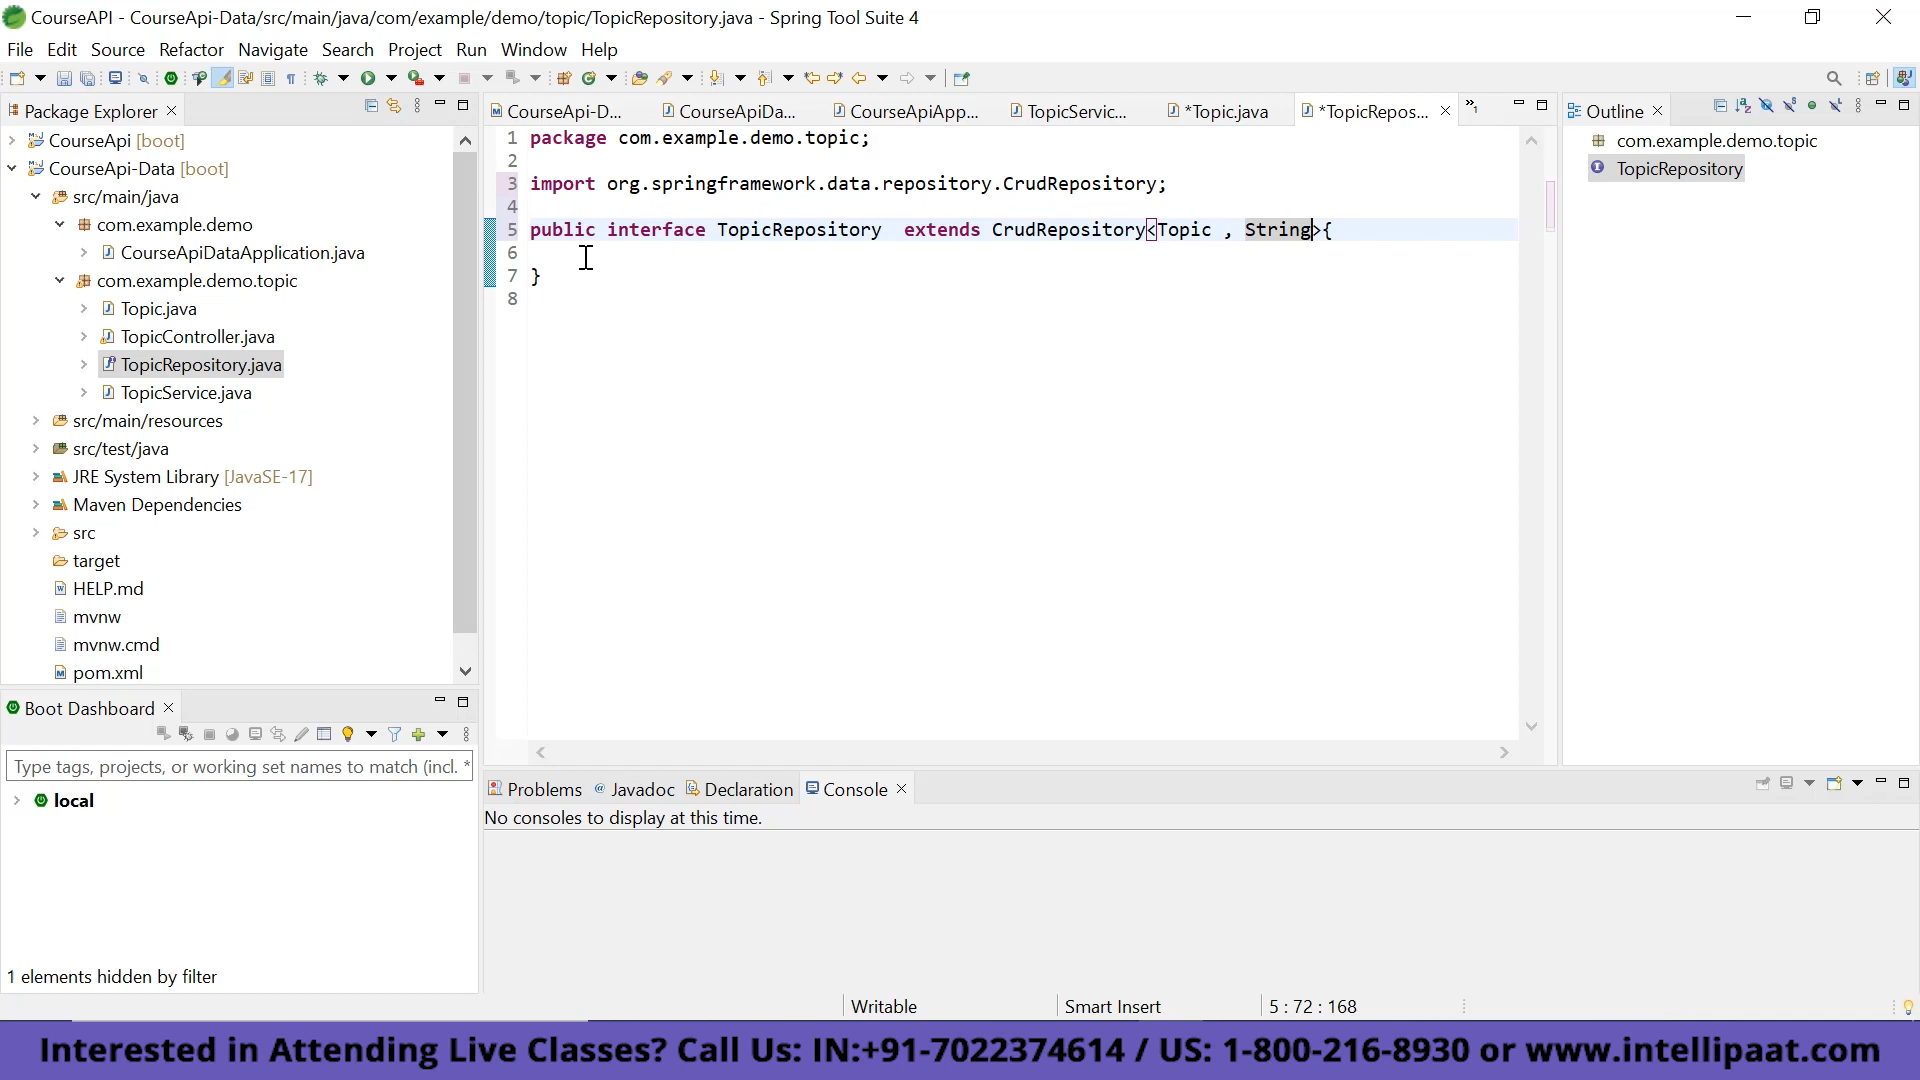 CourseAPI - CourseApi-Data/src/main/java/com/example/demo/topic/TopicRepository.java - Spring Tool Suite 4
File Edit Source Refactor Navigate Search Project Run Window Help
Package Explorer
CourseApi [boot]
CourseApi-Data [boot]
src/main/java
com.example.demo
CourseApiDataApplication.java
com.example.demo.topic
Topic.java
TopicController.java
TopicRepository.java
TopicService.java
src/main/resources
src/test/java
JRE System Library [JavaSE-17]
Maven Dependencies
src
target
HELP.md
mvnw
mvnw.cmd
pom.xml
Boot Dashboard
Type tags, projects, or working set names to match (incl. *
local
1 elements hidden by filter
CourseApi-D... CourseApiDa... CourseApiApp... TopicServic... *Topic.java *TopicRepos... »1
1 package com.example.demo.topic;
2
3 import org.springframework.data.repository.CrudRepository;
4
5 public interface TopicRepository  extends CrudRepository<Topic , String>{
6
7 }
8
Outline
com.example.demo.topic
TopicRepository
Problems @ Javadoc Declaration Console
No consoles to display at this time.
Writable Smart Insert 5 : 72 : 168
Interested in Attending Live Classes? Call Us: IN:+91-7022374614 / US: 1-800-216-8930 or www.intellipaat.com